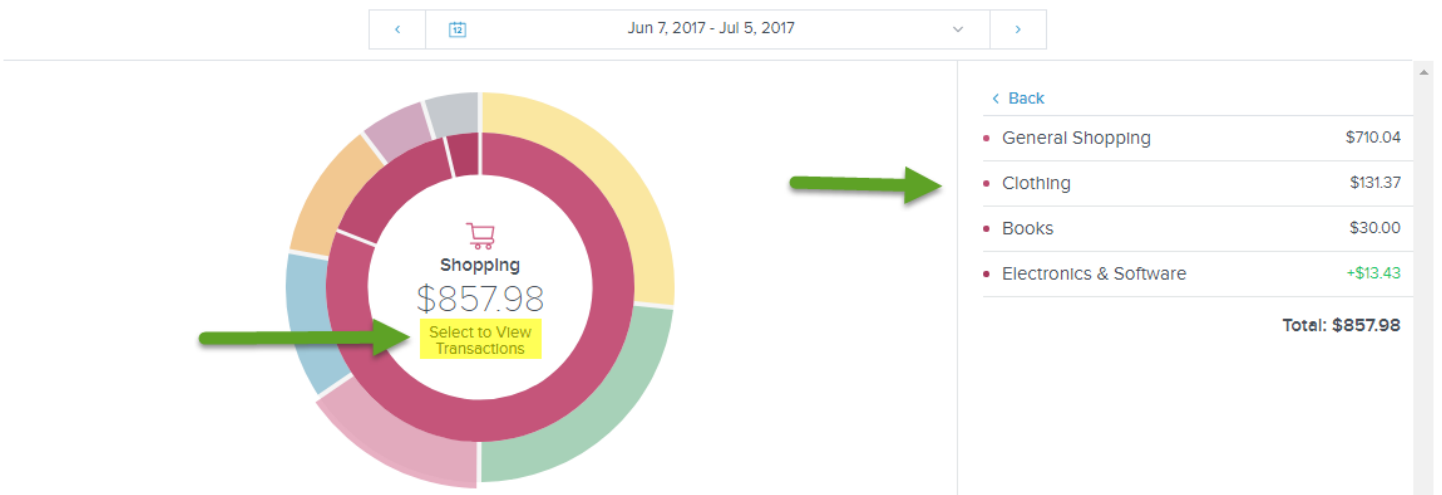 12 Jun 7, 2017 - Jul 5, 2017
Shopping
$857.98
Select to View
Transactions
Back
General Shopping $710.04
Clothing $131.37
Books $30.00
Electronics & Software +$13.43
Total: $857.98